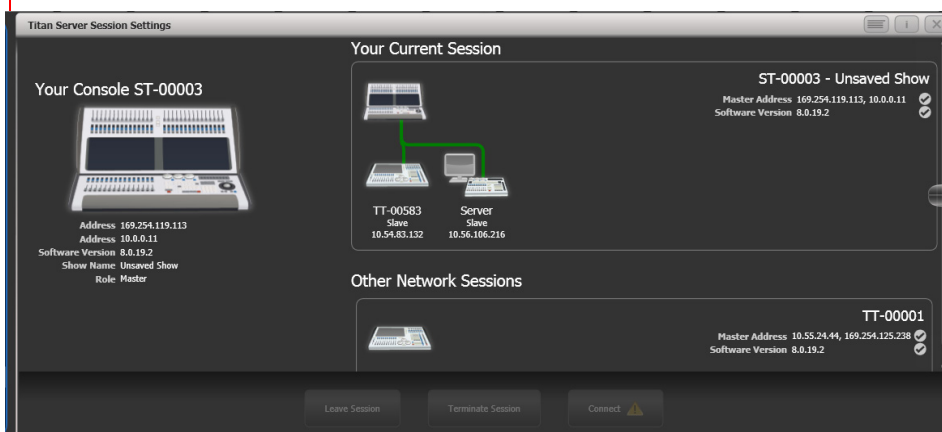 Titan Server Session Settings
Your Console ST-00003
Address 169.254.119.113
Address 10.0.0.11
Software Version 8.0.19.2
Show Name Unsaved Show
Role Master
Your Current Session
ST-00003 - Unsaved Show
Master Address 169.254.119.113, 10.0.0.11
Software Version 8.0.19.2
TT-00583
Slave
10.54.83.132
Server
Slave
10.56.106.216
Other Network Sessions
TT-00001
Master Address 10.55.24.44, 169.254.125.238
Software Version 8.0.19.2
Leave Session
Terminate Session
Connect